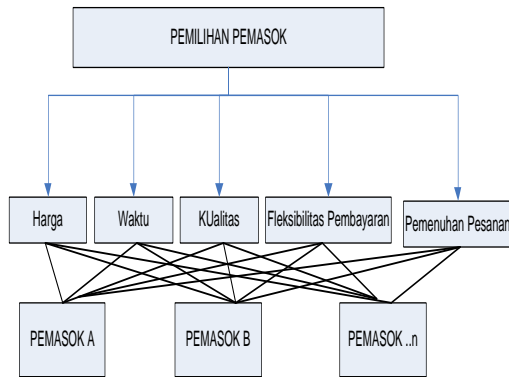 PEMILIHAN PEMASOK
Harga
Waktu
KUalitas
Fleksibilitas Pembayaran
Pemenuhan Pesanan
PEMASOK A
PEMASOK B
PEMASOK ..n